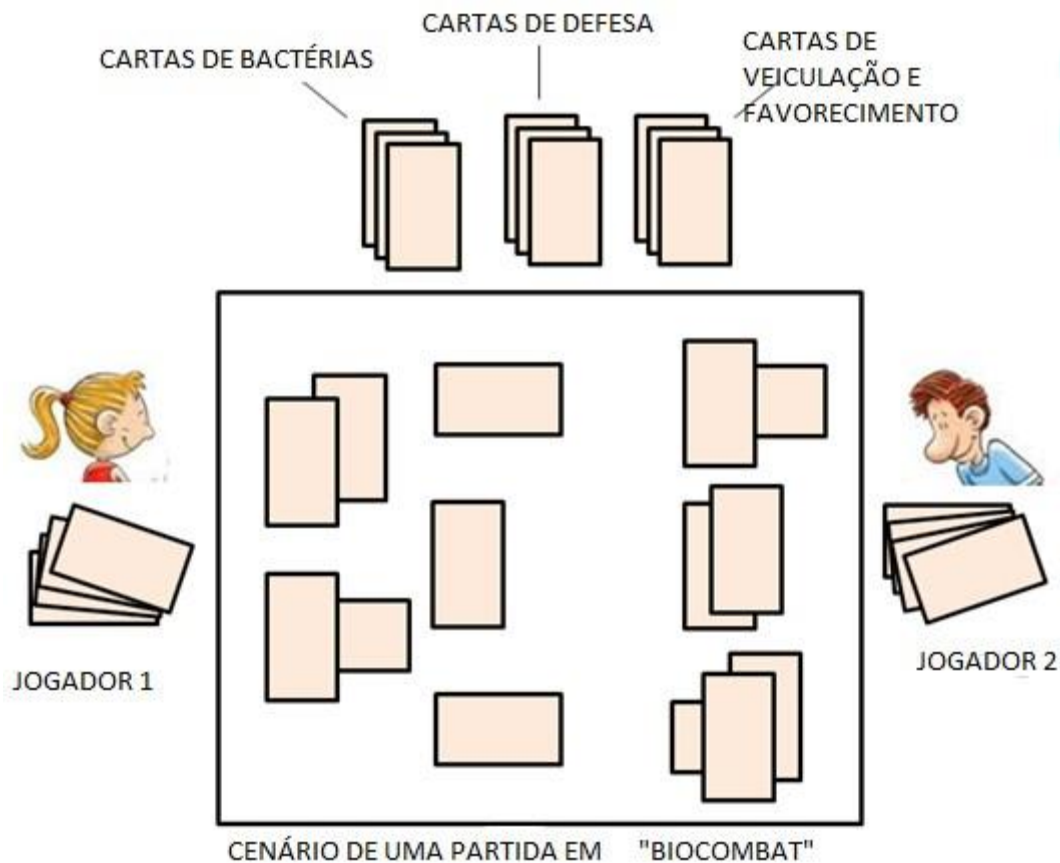 CARTAS DE BACTÉRIAS
CARTAS DE DEFESA
CARTAS DE
VEICULAÇÃO E
FAVORECIMENTO
JOGADOR 1
JOGADOR 2
CENÁRIO DE UMA PARTIDA EM "BIOCOMBAT"